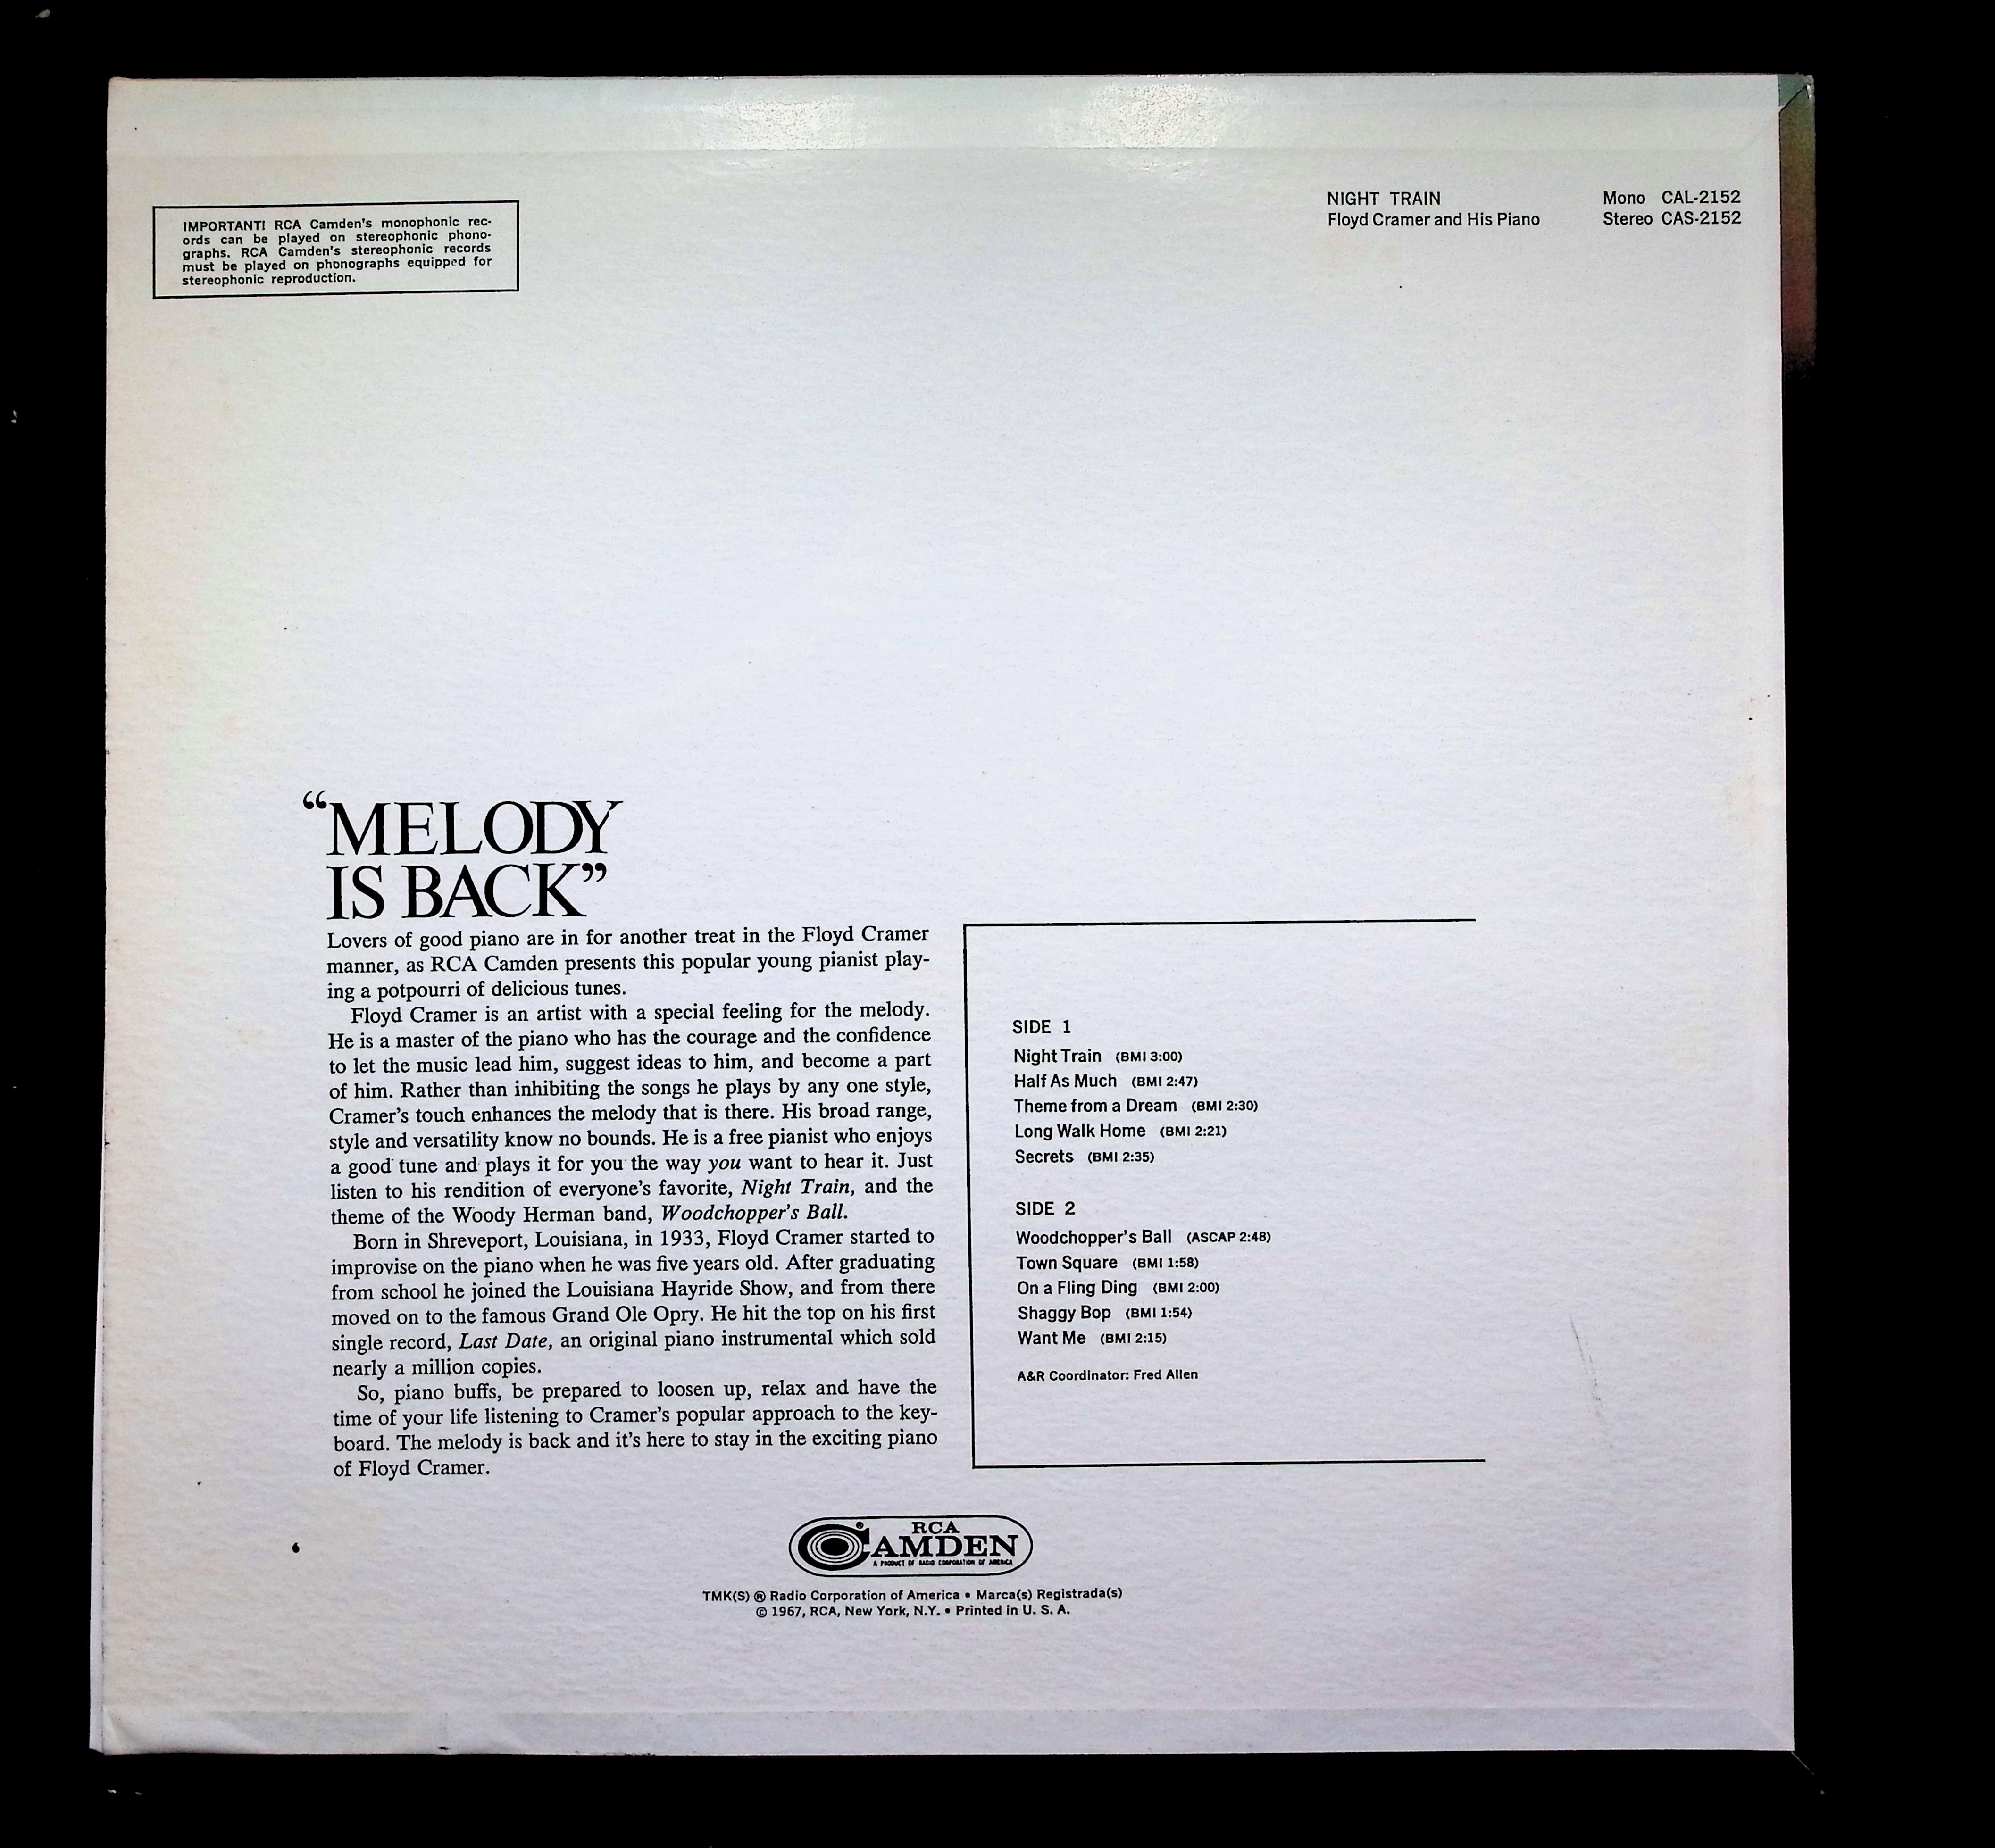 IMPORTANT! RCA Camden's monophonic rec-
ords can be played on stereophonic phono-
graphs. RCA Camden's stereophonic records
must be played on phonographs equipped for
stereophonic reproduction.
NIGHT TRAIN
Floyd Cramer and His Piano
Mono CAL-2152
Stereo CAS-2152
“MELODY
IS BACK”
Lovers of good piano are in for another treat in the Floyd Cramer
manner, as RCA Camden presents this popular young pianist play-
ing a potpourri of delicious tunes.
Floyd Cramer is an artist with a special feeling for the melody.
He is a master of the piano who has the courage and the confidence
to let the music lead him, suggest ideas to him, and become a part
of him. Rather than inhibiting the songs he plays by any one style,
Cramer's touch enhances the melody that is there. His broad range,
style and versatility know no bounds. He is a free pianist who enjoys
a good tune and plays it for you the way you want to hear it. Just
listen to his rendition of everyone's favorite, Night Train, and the
theme of the Woody Herman band, Woodchopper's Ball.
Born in Shreveport, Louisiana, in 1933, Floyd Cramer started to
improvise on the piano when he was five years old. After graduating
from school he joined the Louisiana Hayride Show, and from there
moved on to the famous Grand Ole Opry. He hit the top on his first
single record, Last Date, an original piano instrumental which sold
nearly a million copies.
So, piano buffs, be prepared to loosen up, relax and have the
time of your life listening to Cramer's popular approach to the key-
board. The melody is back and it's here to stay in the exciting piano
of Floyd Cramer.
SIDE 1
Night Train (BMI 3:00)
Half As Much (BMI 2:47)
Theme from a Dream (BMI 2:30)
Long Walk Home (BMI 2:21)
Secrets (BMI 2:35)
SIDE 2
Woodchopper's Ball (ASCAP 2:48)
Town Square (BMI 1:58)
On a Fling Ding (BMI 2:00)
Shaggy Bop (BMI 1:54)
Want Me (BMI 2:15)
A&R Coordinator: Fred Allen
RCA
CAMDEN ®
A PRODUCT OF RADIO CORPORATION OF AMERICA
TMK(S) ® Radio Corporation of America • Marca(s) Registrada(s)
© 1967, RCA, New York, N.Y. • Printed in U. S. A.